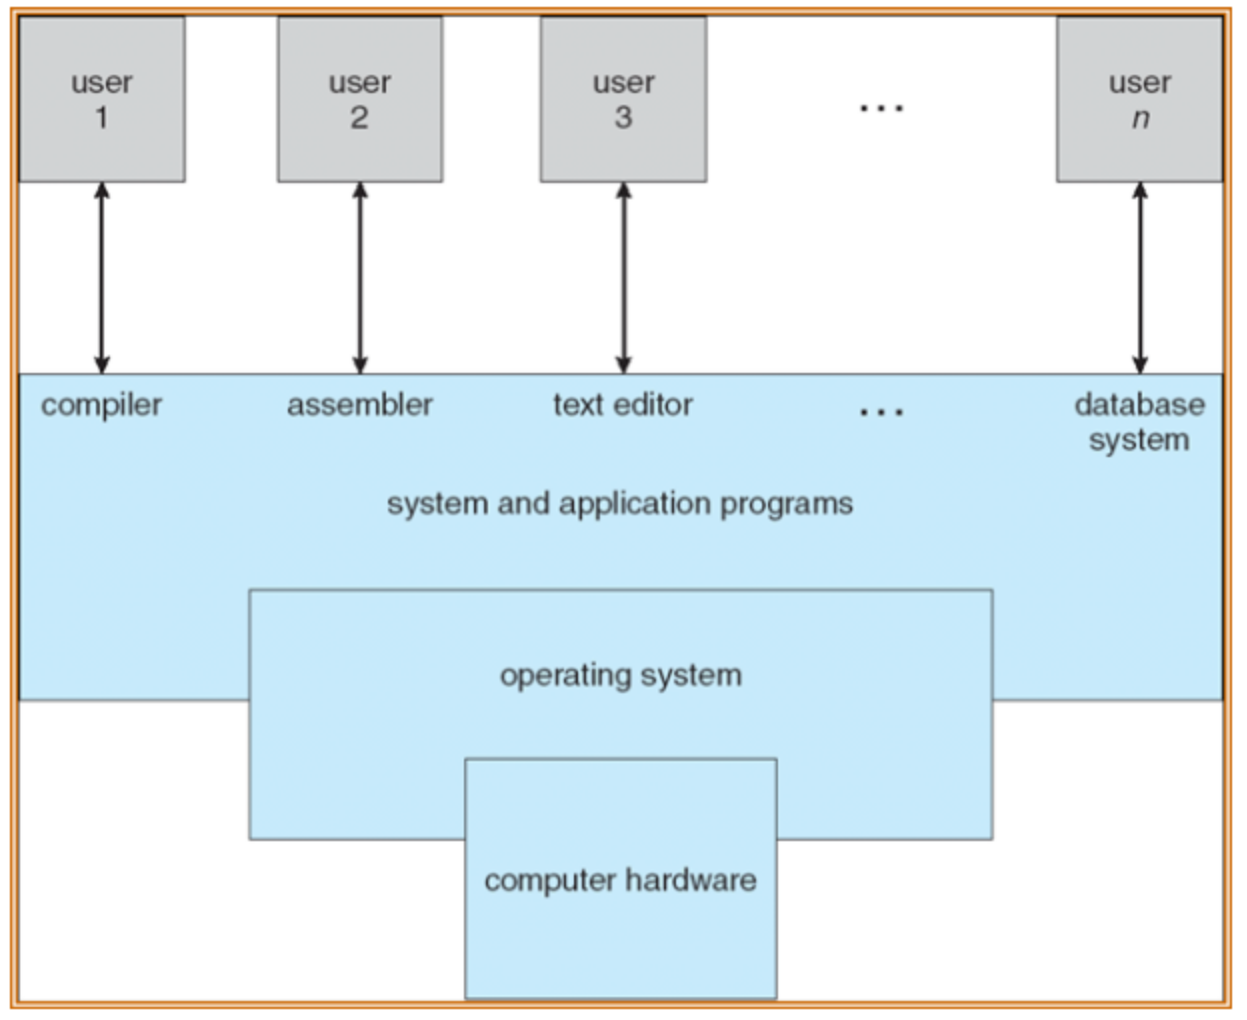 user
1
user
2
user
3
...
user
n
compiler
assembler
text editor
...
database
system
system and application programs
operating system
computer hardware